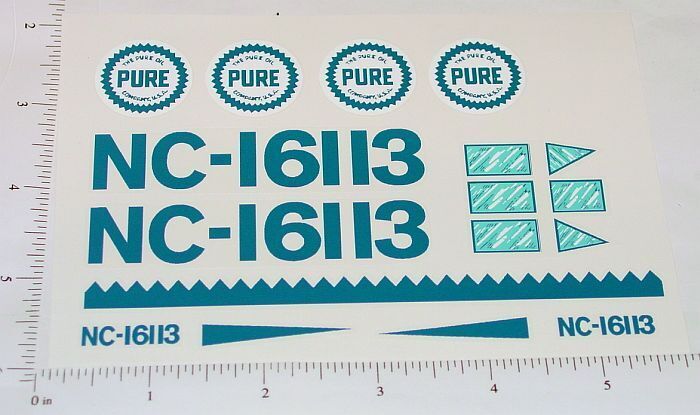 THE PURE OIL
PURE
COMPANY, U.S.A.
THE PURE OIL
PURE
COMPANY, U.S.A.
THE PURE OIL
PURE
COMPANY, U.S.A.
THE PURE OIL
PURE
COMPANY, U.S.A.
NC-16113
NC-16113
NC-16113
NC-16113
2
3
4
5
0 in 1 2 3 4 5